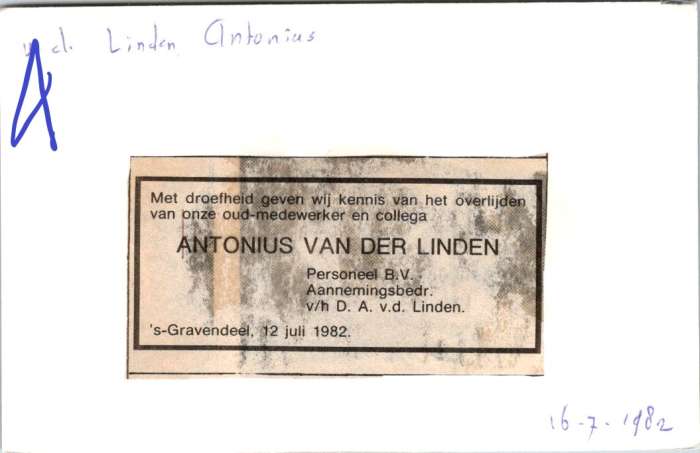 v. d. Linden Antonius
Met droefheid geven wij kennis van het overlijden
van onze oud-medewerker en collega
ANTONIUS VAN DER LINDEN
Personeel B.V.
Aannemingsbedr.
v/h D. A. v.d. Linden.
's-Gravendeel, 12 juli 1982.
16-7-1982